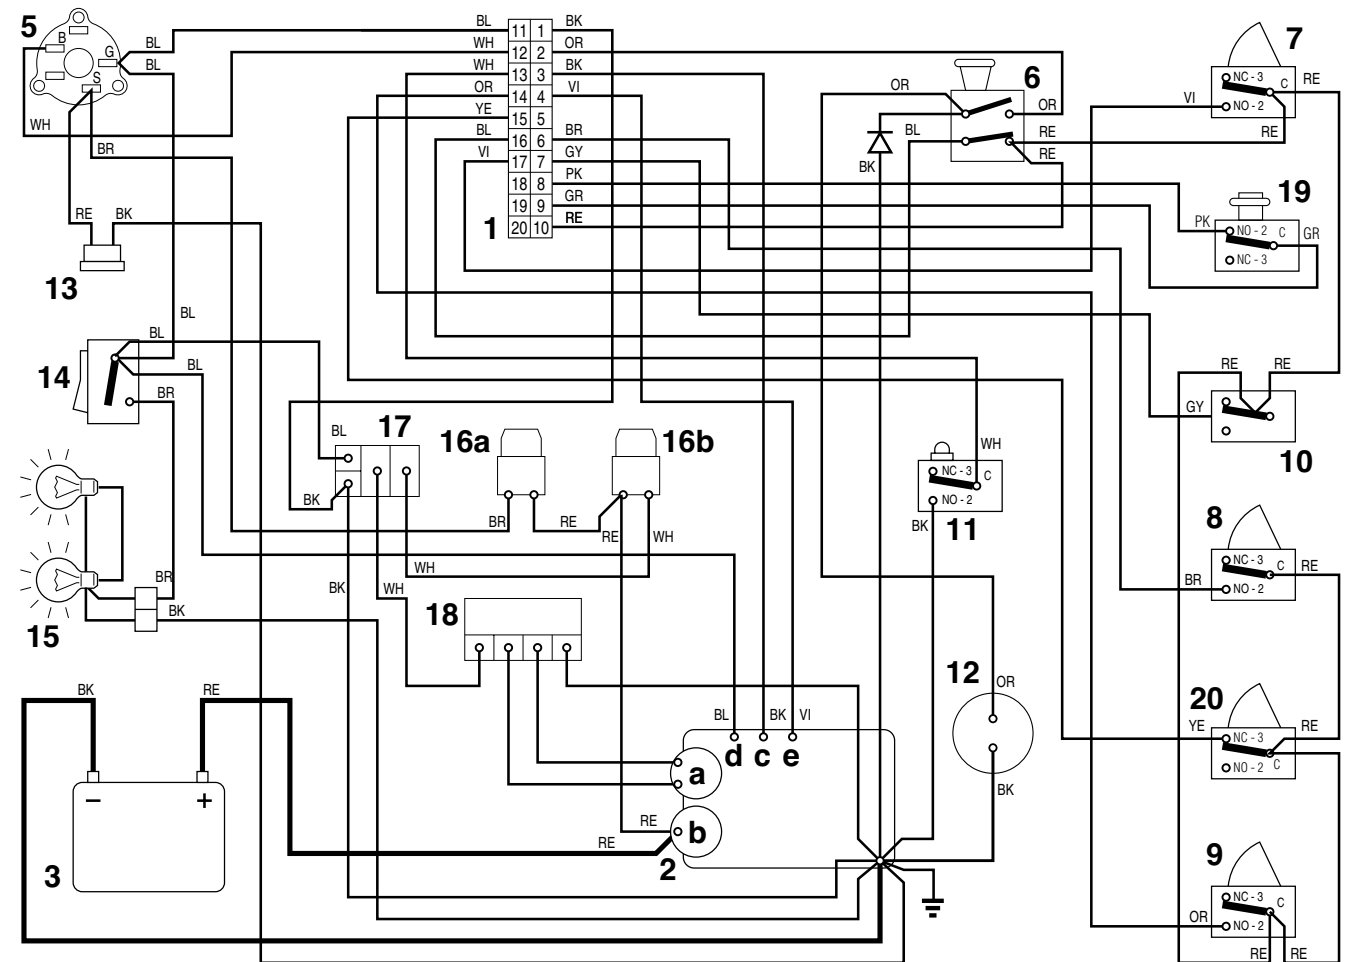 BL 11 1 BK
WH 12 2 OR
WH 13 3 BK
OR 14 4 VI
YE 15 5
BL 16 6 BR
VI 17 7 GY
18 8 PK
19 9 GR
20 10 RE
1
5
B
G
S
BL
BL
WH
BR
RE BK
13
BL
BL
14
BL
BR
15
BR
BK
17
BL
BK
BK
WH
WH
16a
BR RE
16b
RE WH
18
6
OR
OR
BL
RE
RE
BK
7
NC - 3
C
NO - 2
VI
RE
RE
19
PK
NO - 2 C
GR
NC - 3
RE RE
GY
10
WH
NC - 3
C
NO - 2
BK
11
8
NC - 3
C
RE
BR
NO - 2
12
OR
BK
20
YE
NC - 3
RE
NO - 2 C
9
NC - 3
C
OR
NO - 2
RE RE
BL BK VI
d c e
a
b
RE
RE
2
BK RE
− +
3